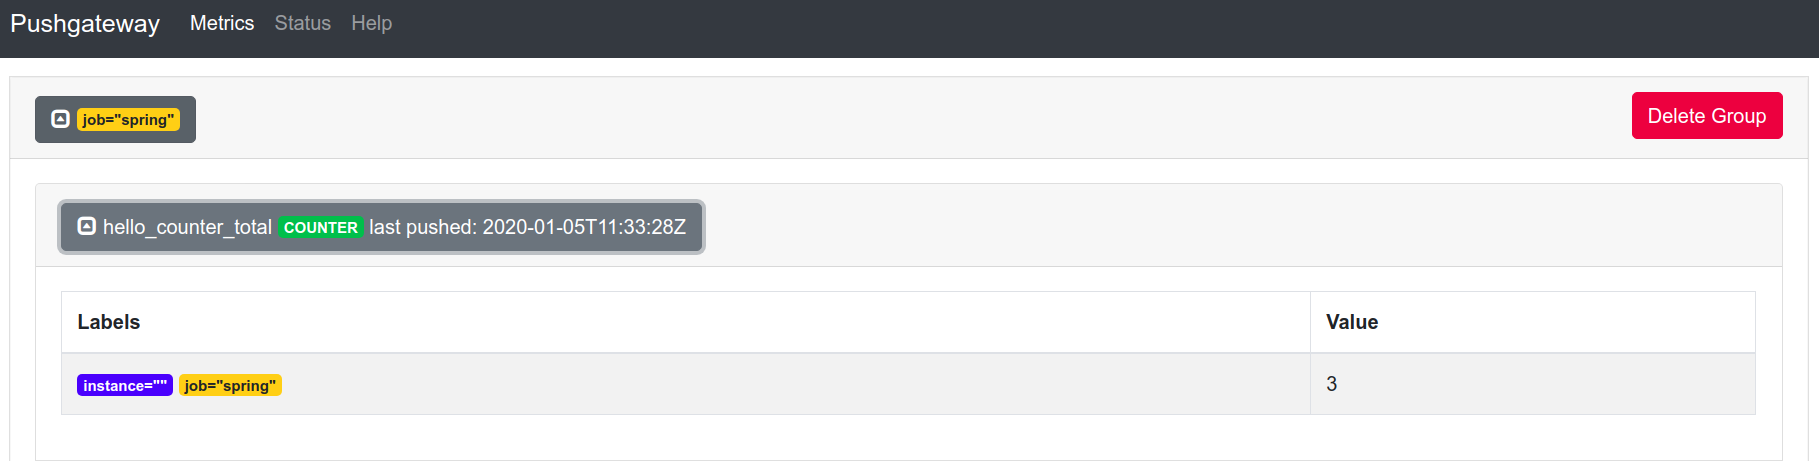 Pushgateway Metrics Status Help
job="spring" Delete Group
hello_counter_total COUNTER last pushed: 2020-01-05T11:33:28Z
Labels Value
instance="" job="spring" 3